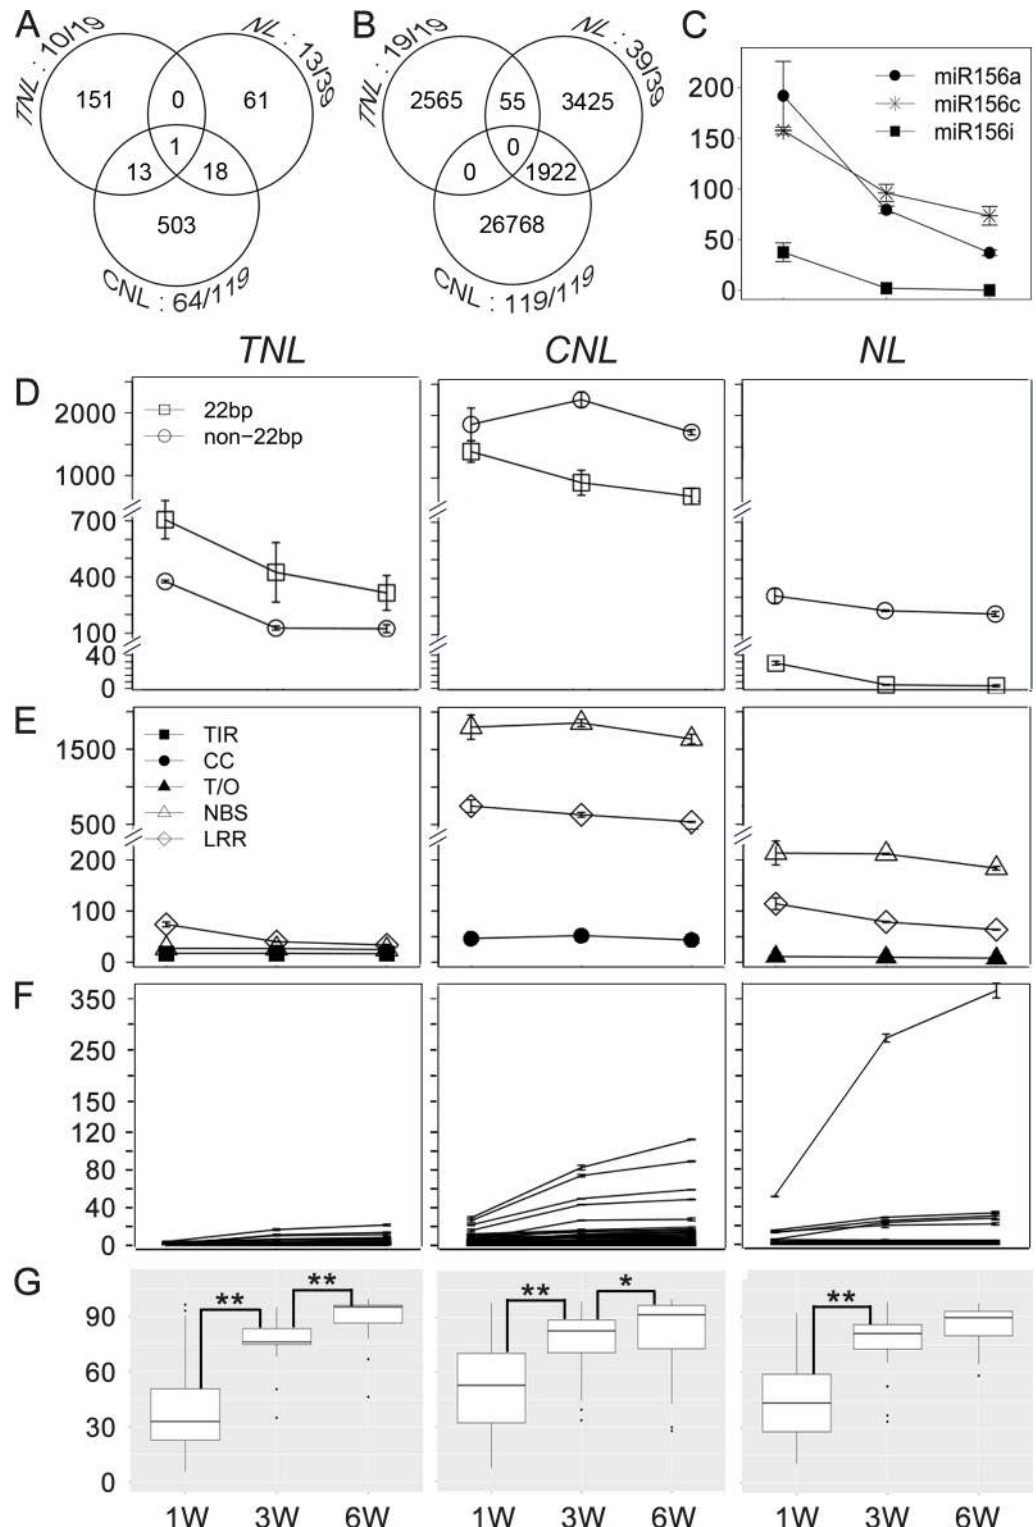 A
TNL : 10/19
NL : 13/39
151
0
61
1
13
18
503
CNL : 64/119
B
TNL : 19/19
NL : 39/39
2565
55
3425
0
0
1922
26768
CNL : 119/119
C
200
150
100
50
0
miR156a
miR156c
miR156i
TNL
CNL
NL
D
2000
1000
700
400
100
40
0
22bp
non−22bp
E
1500
500
200
100
0
TIR
CC
T/O
NBS
LRR
F
350
250
150
120
80
40
0
G
90
60
30
0
**
**
**
*
**
1W
3W
6W
1W
3W
6W
1W
3W
6W